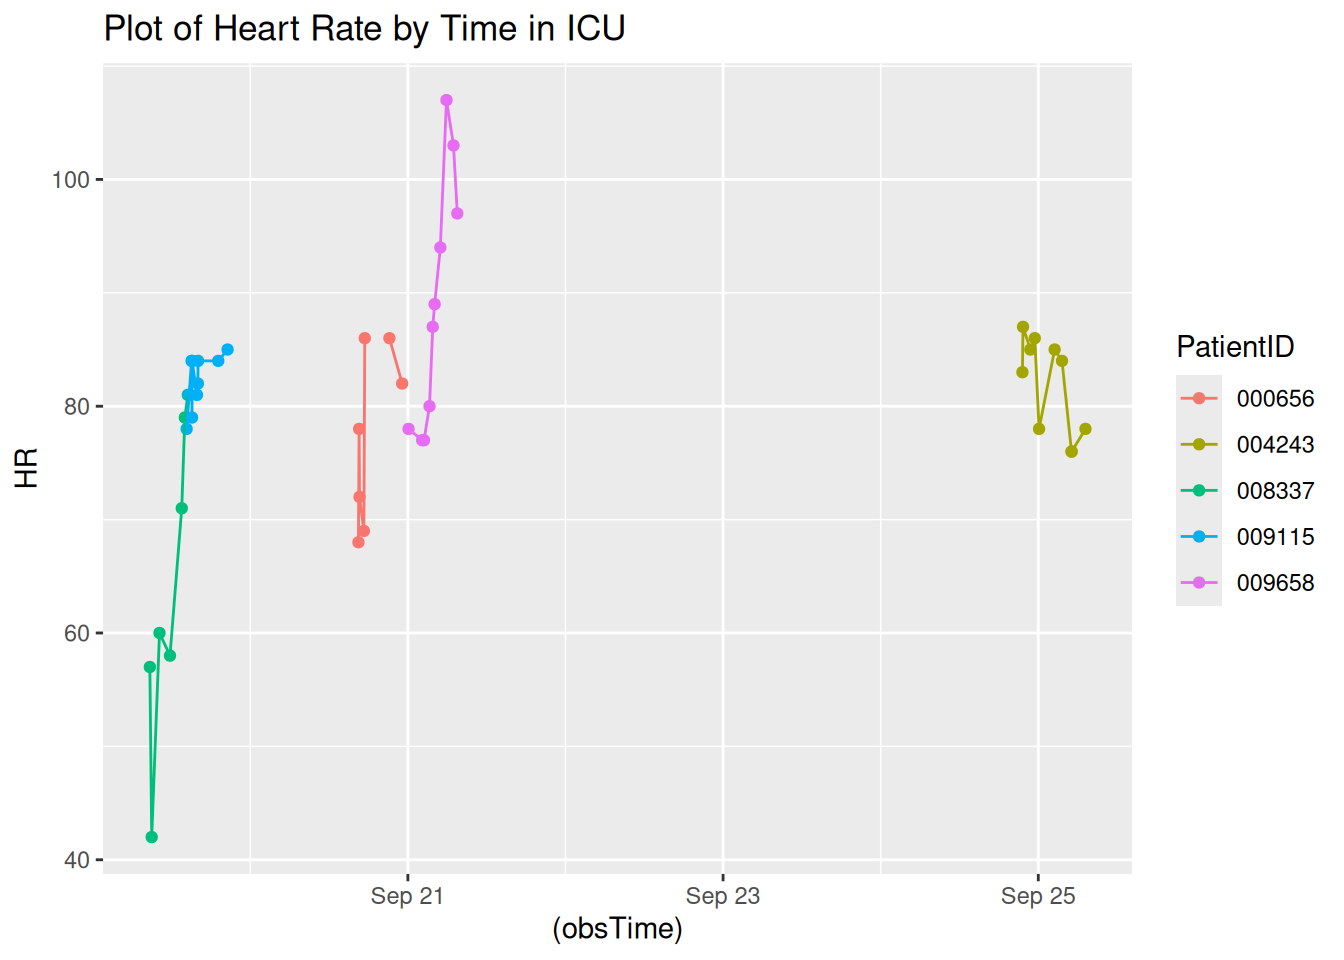 Plot of Heart Rate by Time in ICU
HR
100
80
60
40
Sep 21
Sep 23
Sep 25
(obsTime)
PatientID
000656
004243
008337
009115
009658